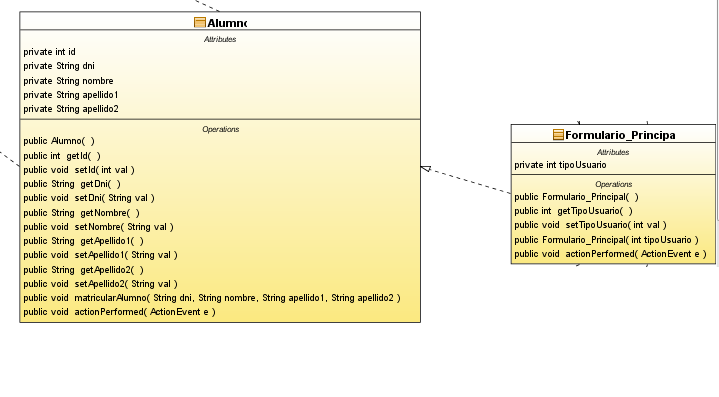 Alumno
Attributes
private int id
private String dni
private String nombre
private String apellido1
private String apellido2
Operations
public Alumno( )
public int getId( )
public void setId( int val )
public String getDni( )
public void setDni( String val )
public String getNombre( )
public void setNombre( String val )
public String getApellido1( )
public void setApellido1( String val )
public String getApellido2( )
public void setApellido2( String val )
public void matricularAlumno( String dni, String nombre, String apellido1, String apellido2 )
public void actionPerformed( ActionEvent e )
Formulario_Principa
Attributes
private int tipoUsuario
Operations
public Formulario_Principal( )
public int getTipoUsuario( )
public void setTipoUsuario( int val )
public Formulario_Principal( int tipoUsuario )
public void actionPerformed( ActionEvent e )